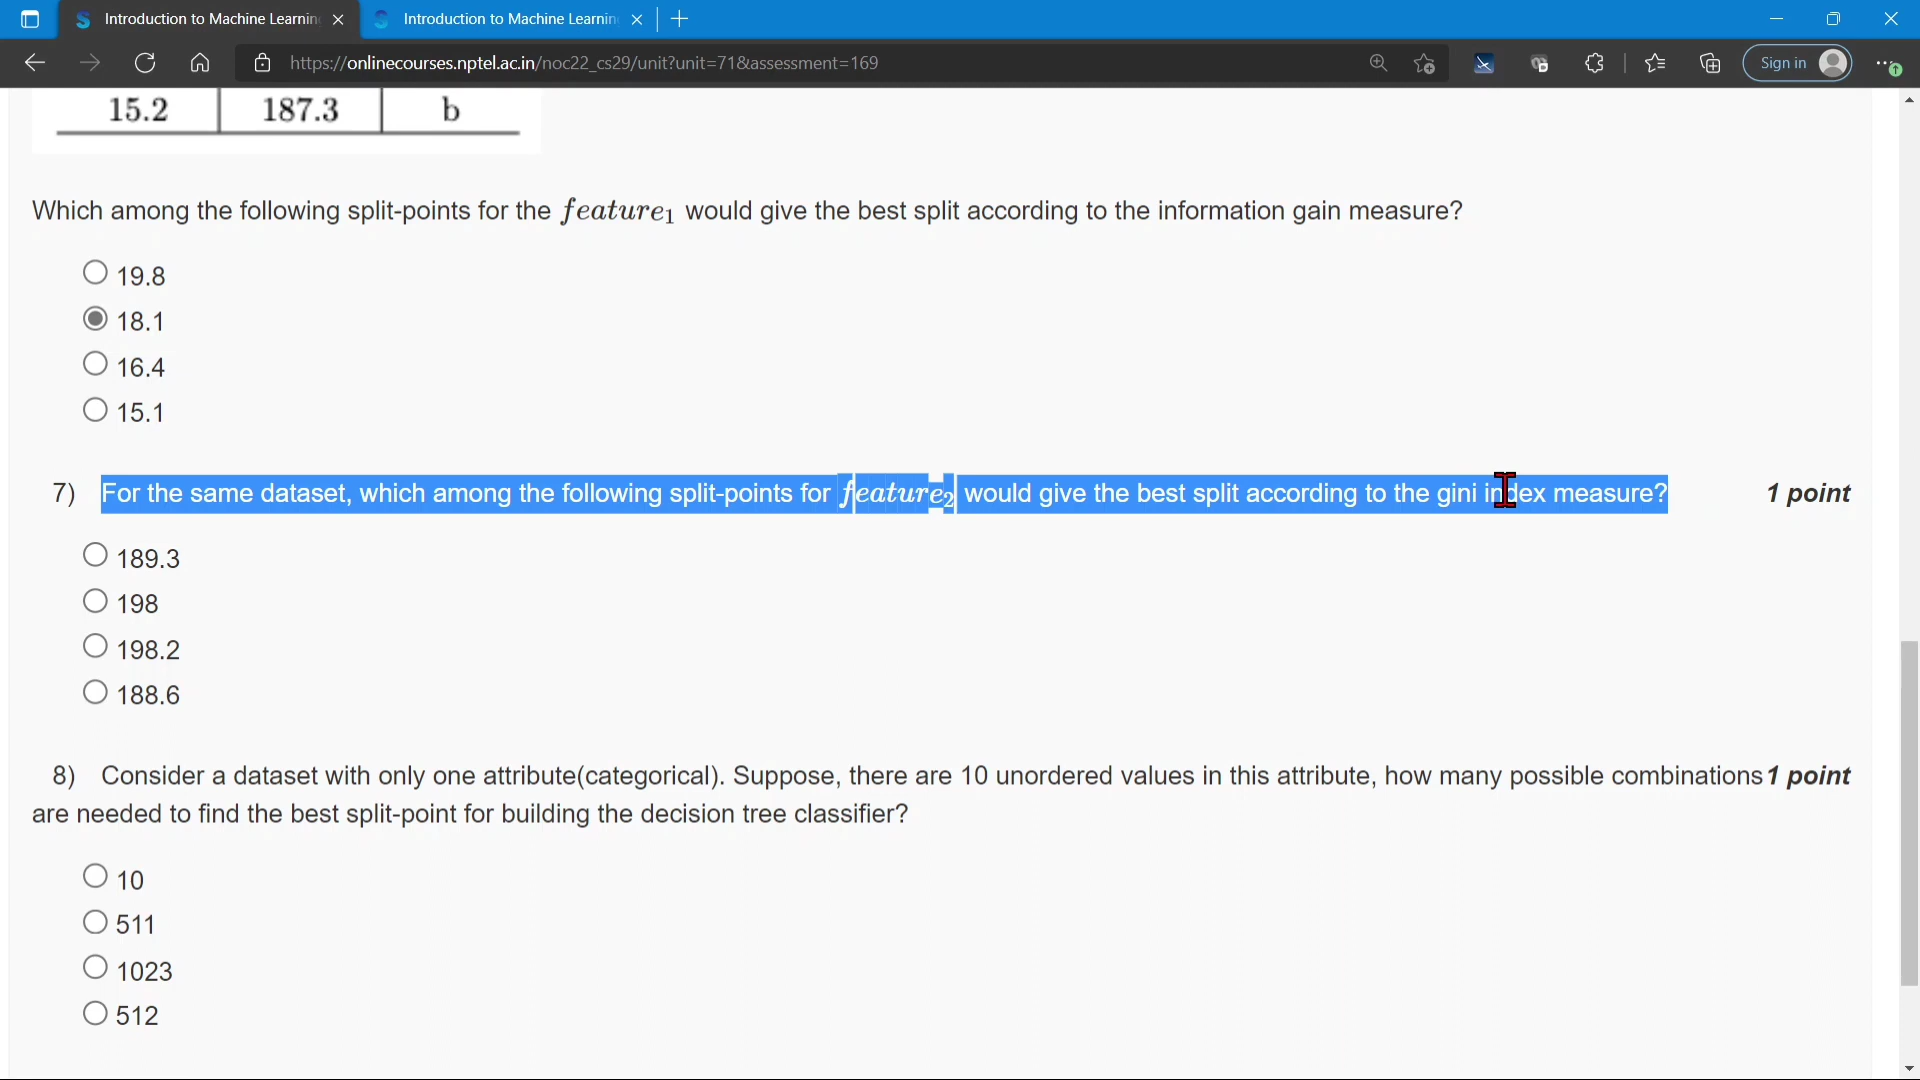 Introduction to Machine Learnin
Introduction to Machine Learnin
https://onlinecourses.nptel.ac.in/noc22_cs29/unit?unit=71&assessment=169
Sign in
15.2 187.3 b
Which among the following split-points for the feature₁ would give the best split according to the information gain measure?
19.8
18.1
16.4
15.1
7) For the same dataset, which among the following split-points for feature₂ would give the best split according to the gini index measure? 1 point
189.3
198
198.2
188.6
8) Consider a dataset with only one attribute(categorical). Suppose, there are 10 unordered values in this attribute, how many possible combinations 1 point
are needed to find the best split-point for building the decision tree classifier?
10
511
1023
512